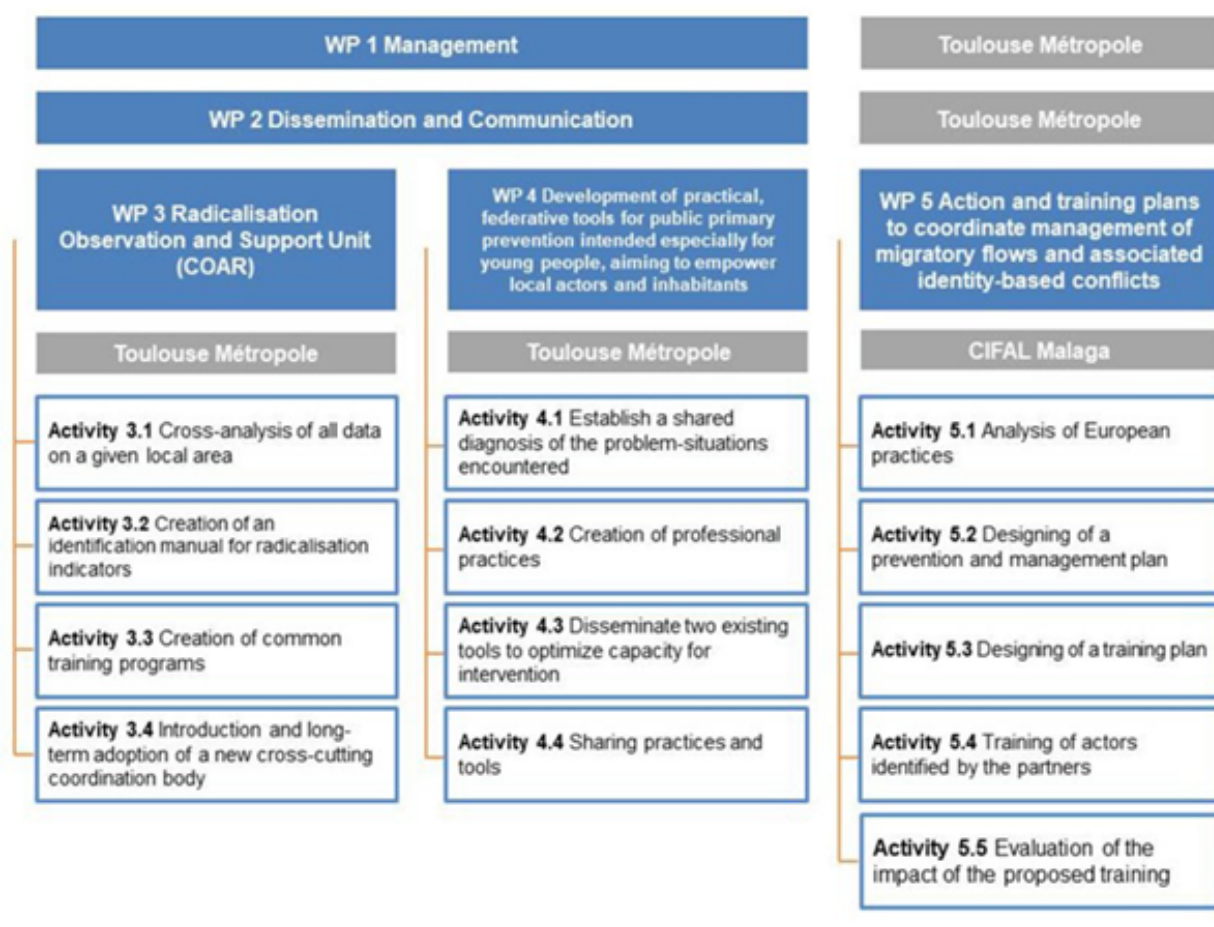 WP 1 Management
Toulouse Métropole
WP 2 Dissemination and Communication
Toulouse Métropole
WP 3 Radicalisation
Observation and Support Unit
(COAR)
Toulouse Métropole
Activity 3.1 Cross-analysis of all data
on a given local area
Activity 3.2 Creation of an
identification manual for radicalisation
indicators
Activity 3.3 Creation of common
training programs
Activity 3.4 Introduction and long-
term adoption of a new cross-cutting
coordination body
WP 4 Development of practical,
federative tools for public primary
prevention intended especially for
young people, aiming to empower
local actors and inhabitants
Toulouse Métropole
Activity 4.1 Establish a shared
diagnosis of the problem-situations
encountered
Activity 4.2 Creation of professional
practices
Activity 4.3 Disseminate two existing
tools to optimize capacity for
intervention
Activity 4.4 Sharing practices and
tools
WP 5 Action and training plans
to coordinate management of
migratory flows and associated
identity-based conflicts
CIFAL Malaga
Activity 5.1 Analysis of European
practices
Activity 5.2 Designing of a
prevention and management plan
Activity 5.3 Designing of a training plan
Activity 5.4 Training of actors
identified by the partners
Activity 5.5 Evaluation of the
impact of the proposed training